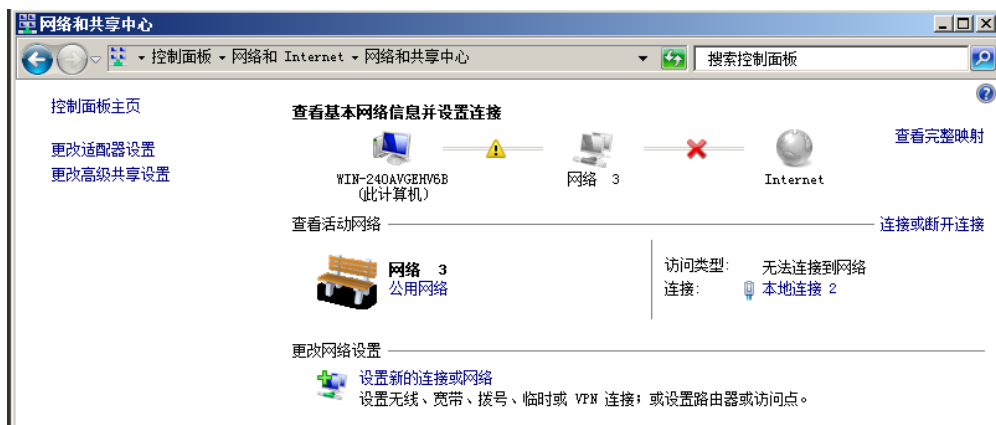 网络和共享中心
控制面板 网络和 Internet 网络和共享中心
搜索控制面板
控制面板主页
更改适配器设置
更改高级共享设置
查看基本网络信息并设置连接
查看完整映射
WIN-240AVGEHV6B
(此计算机)
网络 3
Internet
查看活动网络
连接或断开连接
网络 3
公用网络
访问类型: 无法连接到网络
连接: 本地连接 2
更改网络设置
设置新的连接或网络
设置无线、宽带、拨号、临时或 VPN 连接；或设置路由器或访问点。